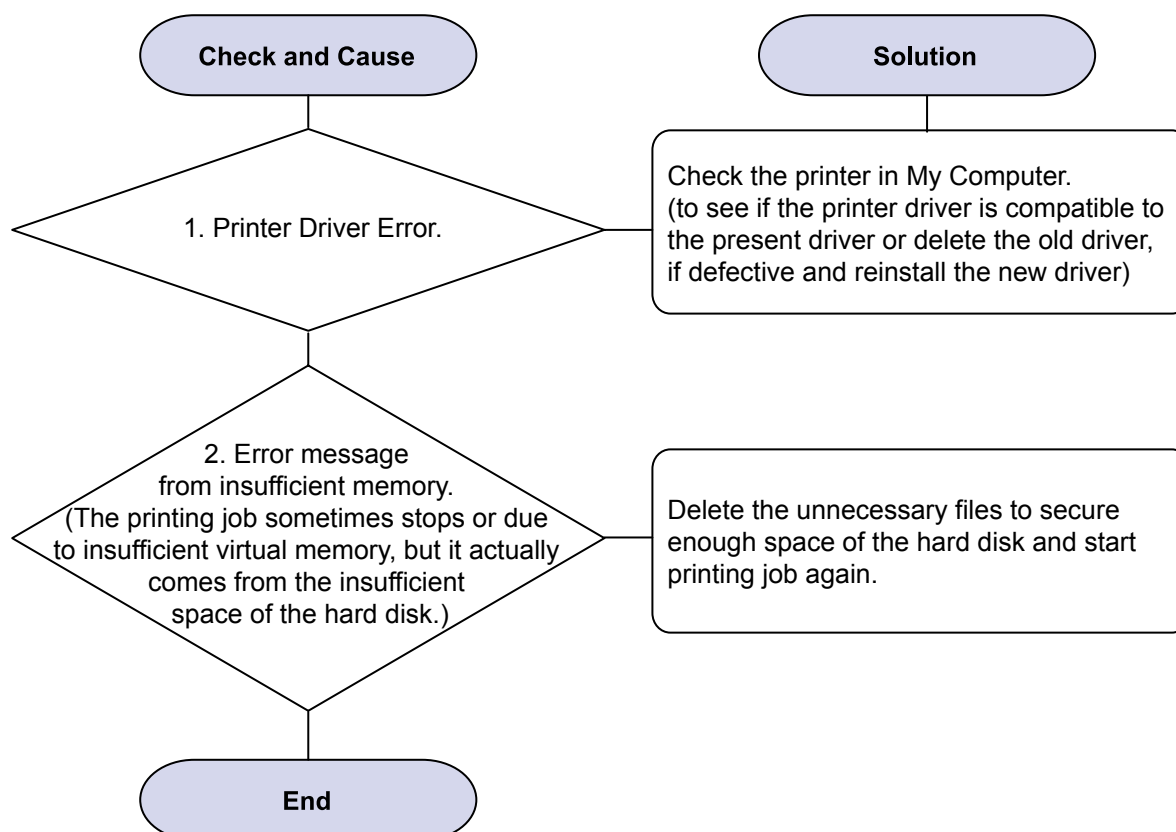 Check and Cause
Solution
1. Printer Driver Error.
Check the printer in My Computer.
(to see if the printer driver is compatible to
the present driver or delete the old driver,
if defective and reinstall the new driver)
2. Error message
from insufficient memory.
(The printing job sometimes stops or due
to insufficient virtual memory, but it actually
comes from the insufficient
space of the hard disk.)
Delete the unnecessary files to secure
enough space of the hard disk and start
printing job again.
End